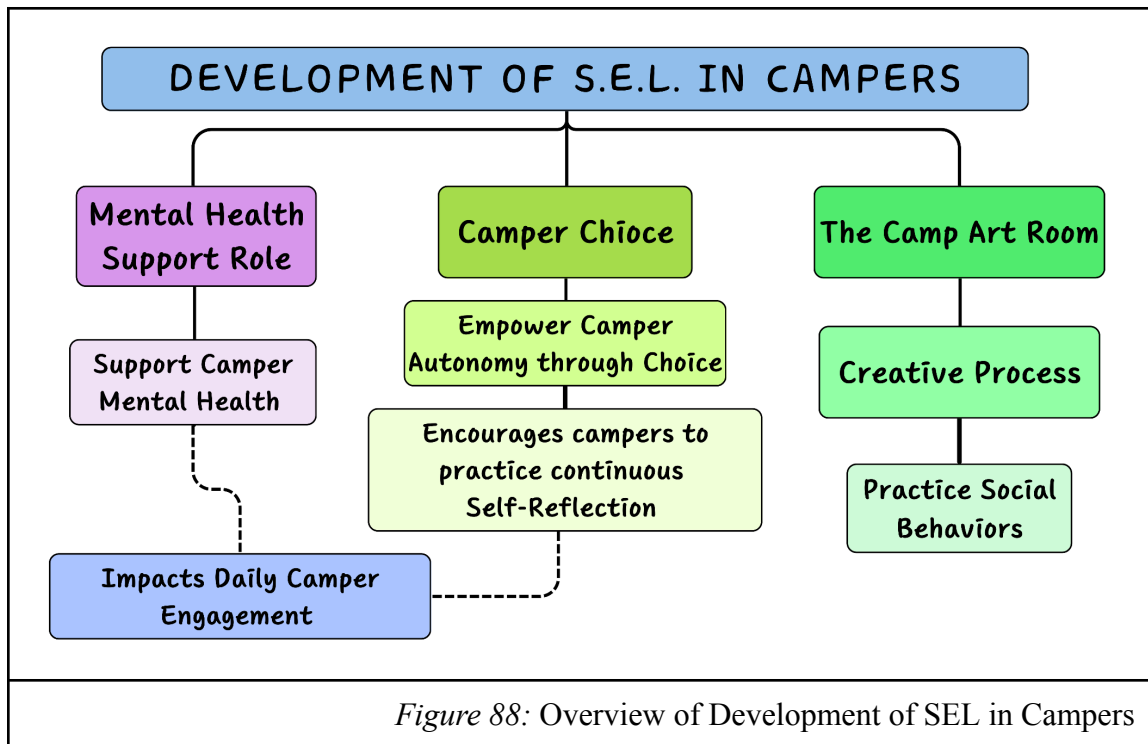 DEVELOPMENT OF S.E.L. IN CAMPERS
Mental Health
Support Role
Camper Chioce
The Camp Art Room
Support Camper
Mental Health
Empower Camper
Autonomy through Choice
Creative Process
Encourages campers to
practice continuous
Self-Reflection
Practice Social
Behaviors
Impacts Daily Camper
Engagement
Figure 88: Overview of Development of SEL in Campers